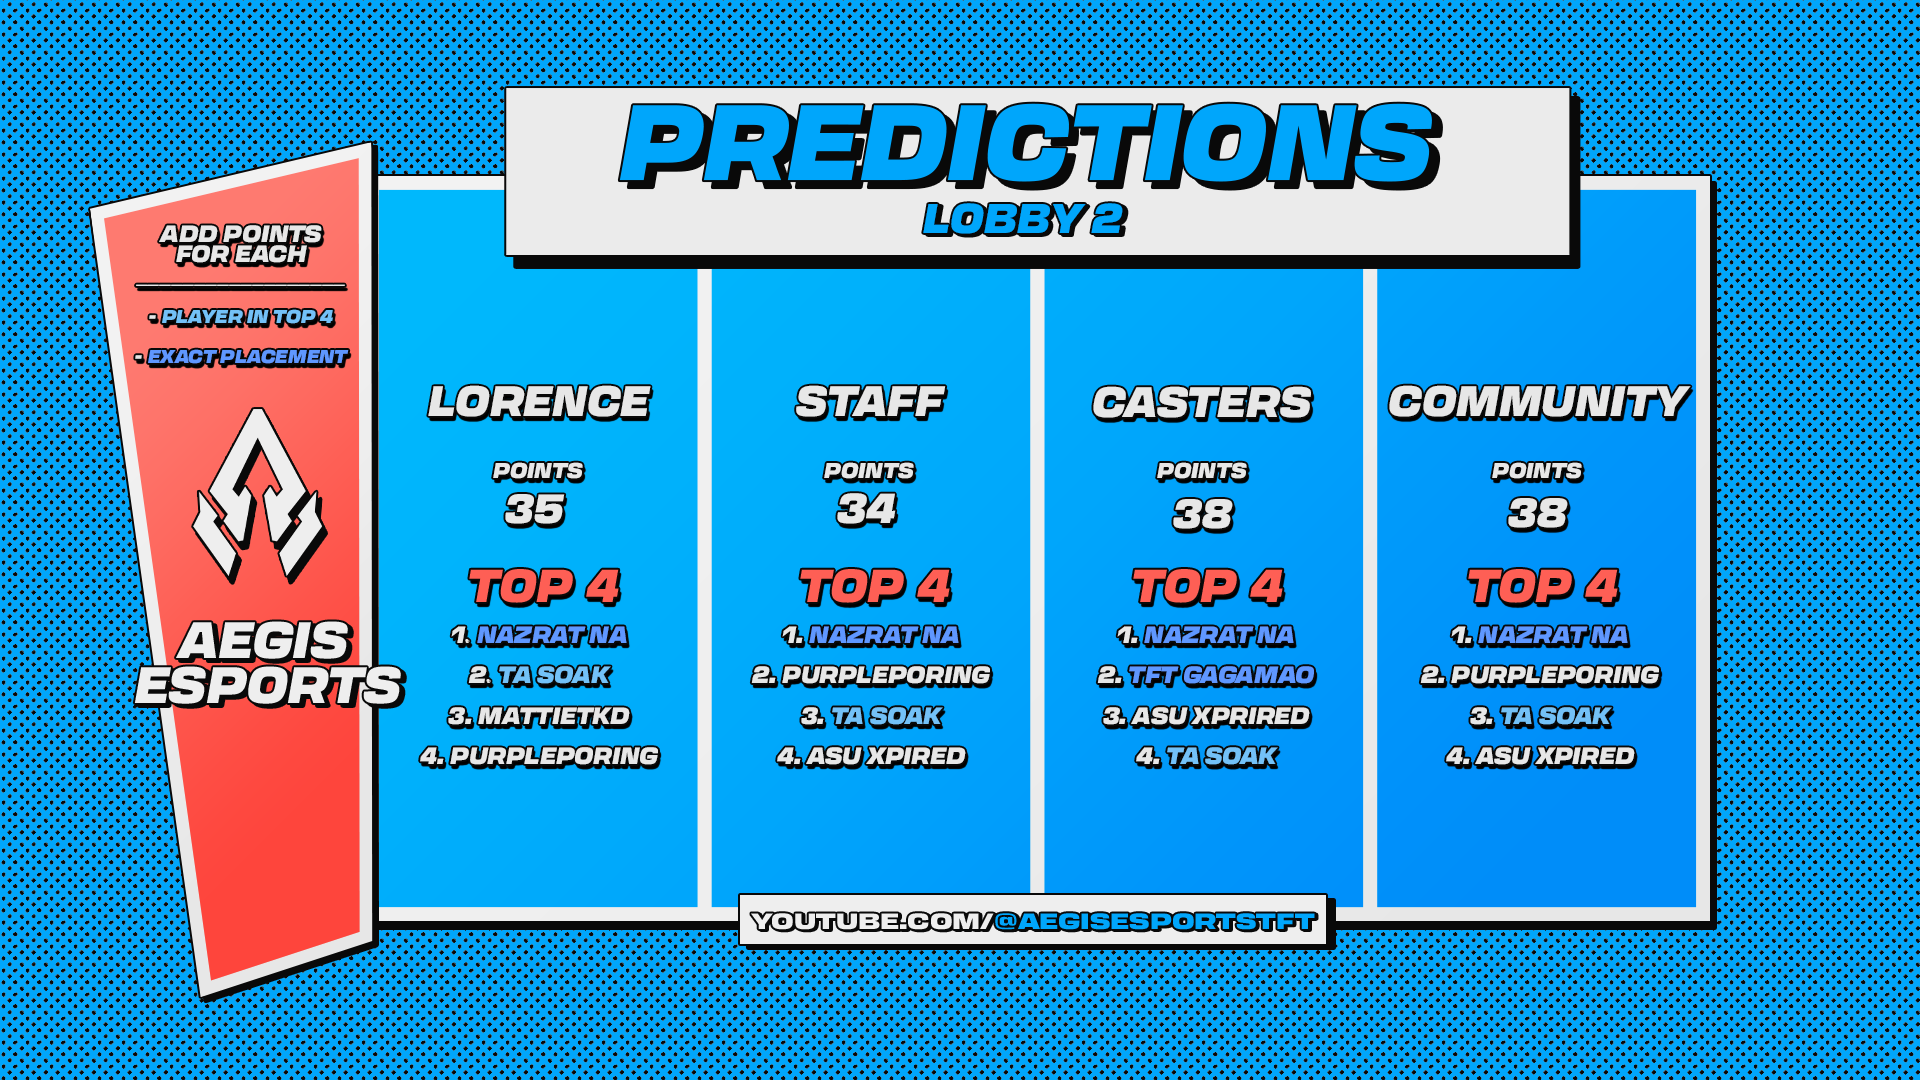 PREDICTIONS
LOBBY 2
ADD POINTS
FOR EACH
- PLAYER IN TOP 4
- EXACT PLACEMENT
AEGIS
ESPORTS
LORENCE
POINTS
35
TOP 4
1. NAZRAT NA
2. TA SOAK
3. MATTIETKD
4. PURPLEPORING
STAFF
POINTS
34
TOP 4
1. NAZRAT NA
2. PURPLEPORING
3. TA SOAK
4. ASU XPIRED
CASTERS
POINTS
38
TOP 4
1. NAZRAT NA
2. TFT GAGAMAO
3. ASU XPRIRED
4. TA SOAK
COMMUNITY
POINTS
38
TOP 4
1. NAZRAT NA
2. PURPLEPORING
3. TA SOAK
4. ASU XPIRED
YOUTUBE.COM/@AEGISESPORTSTFT